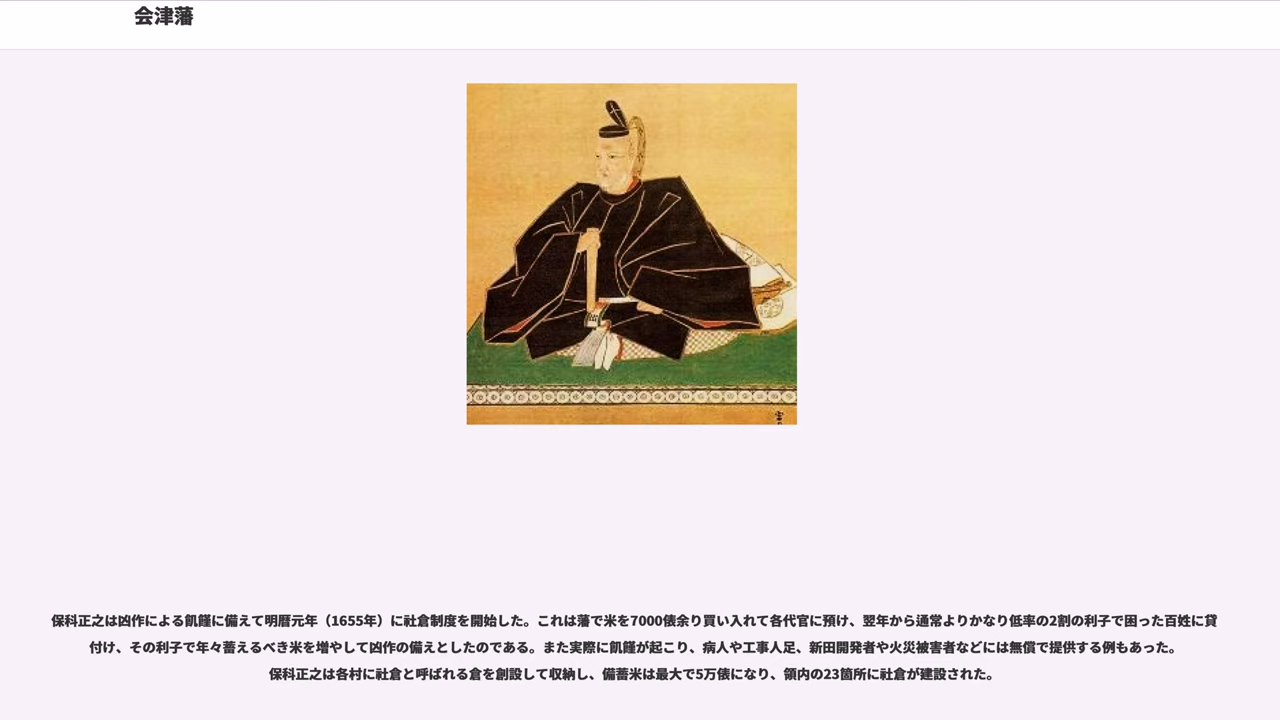 会津藩
保科正之は凶作による飢饉に備えて明暦元年（1655年）に社倉制度を開始した。これは藩で米を7000俵余り買い入れて各代官に預け、翌年から通常よりかなり低率の2割の利子で困った百姓に貸
付け、その利子で年々蓄えるべき米を増やして凶作の備えとしたのである。また実際に飢饉が起こり、病人や工事人足、新田開発者や火災被害者などには無償で提供する例もあった。
保科正之は各村に社倉と呼ばれる倉を創設して収納し、備蓄米は最大で5万俵になり、領内の23箇所に社倉が建設された。